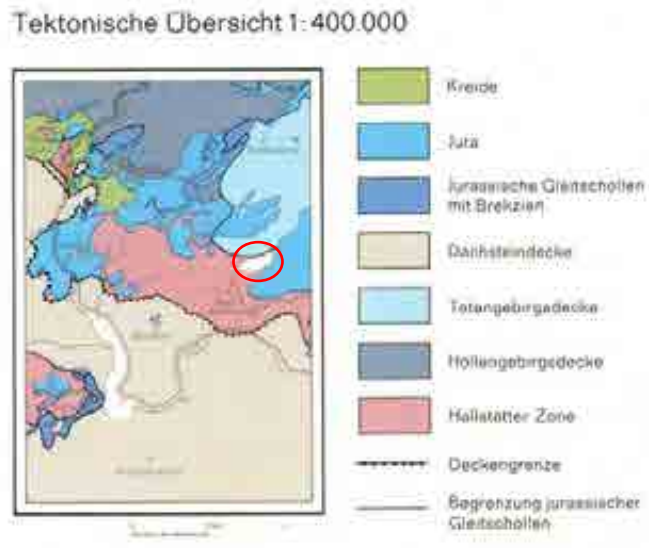 Tektonische Übersicht 1:400.000
Kreide
Jura
Jurassische Gleitschollen
mit Brekzien
Dachsteindecke
Totengebirgsdecke
Höllengebirgsdecke
Hallstätter Zone
Deckengrenze
Begrenzung jurassischer
Gleitschollen